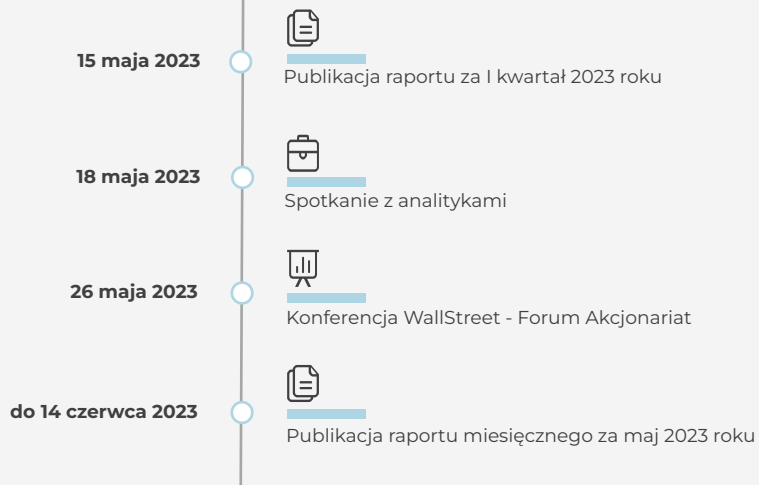 15 maja 2023
Publikacja raportu za I kwartał 2023 roku
18 maja 2023
Spotkanie z analitykami
26 maja 2023
Konferencja WallStreet - Forum Akcjonariat
do 14 czerwca 2023
Publikacja raportu miesięcznego za maj 2023 roku